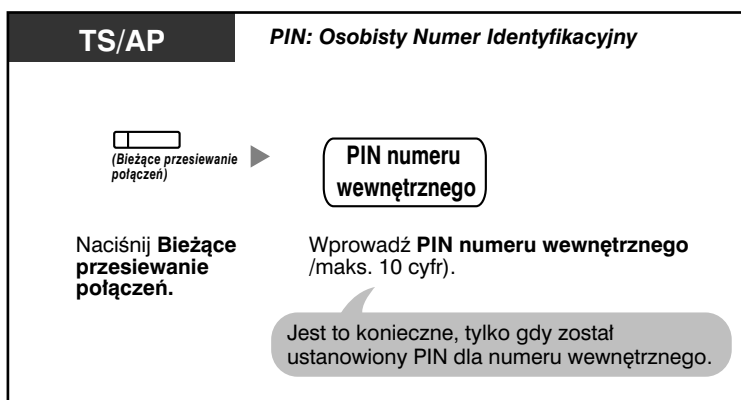 TS/AP
PIN: Osobisty Numer Identyfikacyjny
(Bieżące przesiewanie
połączeń)
PIN numeru
wewnętrznego
Naciśnij Bieżące
przesiewanie
połączeń.
Wprowadź PIN numeru wewnętrznego
/maks. 10 cyfr).
Jest to konieczne, tylko gdy został
ustanowiony PIN dla numeru wewnętrznego.